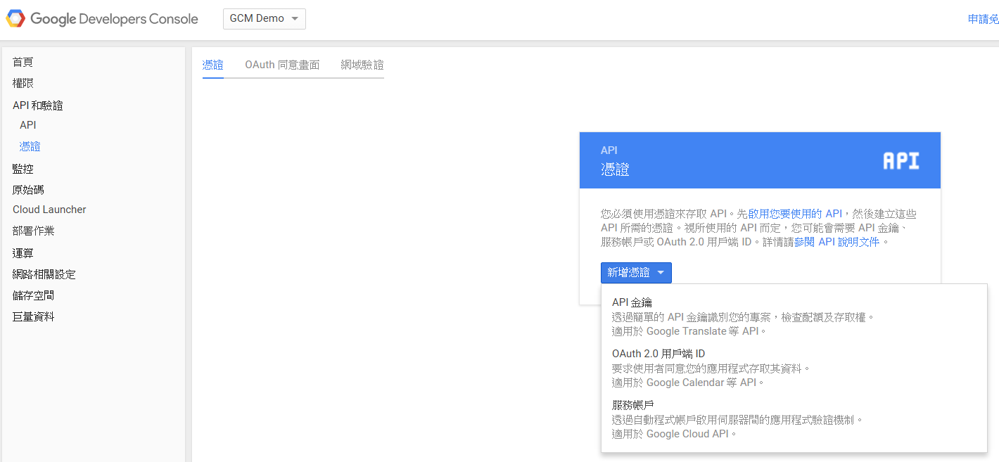 Google Developers Console
GCM Demo
申請免
首頁
權限
API 和驗證
API
憑證
監控
原始碼
Cloud Launcher
部署作業
運算
網路相關設定
儲存空間
巨量資料
憑證
OAuth 同意畫面
網域驗證
API
憑證
API
您必須使用憑證來存取 API。先啟用您要使用的 API，然後建立這些
API 所需的憑證。視所使用的 API 而定，您可能會需要 API 金鑰、
服務帳戶或 OAuth 2.0 用戶端 ID。詳情請參閱 API 說明文件。
新增憑證
API 金鑰
透過簡單的 API 金鑰識別您的專案，檢查配額及存取權。
適用於 Google Translate 等 API。
OAuth 2.0 用戶端 ID
要求使用者同意您的應用程式存取其資料。
適用於 Google Calendar 等 API。
服務帳戶
透過自動程式帳戶啟用伺服器間的應用程式驗證機制。
適用於 Google Cloud API。